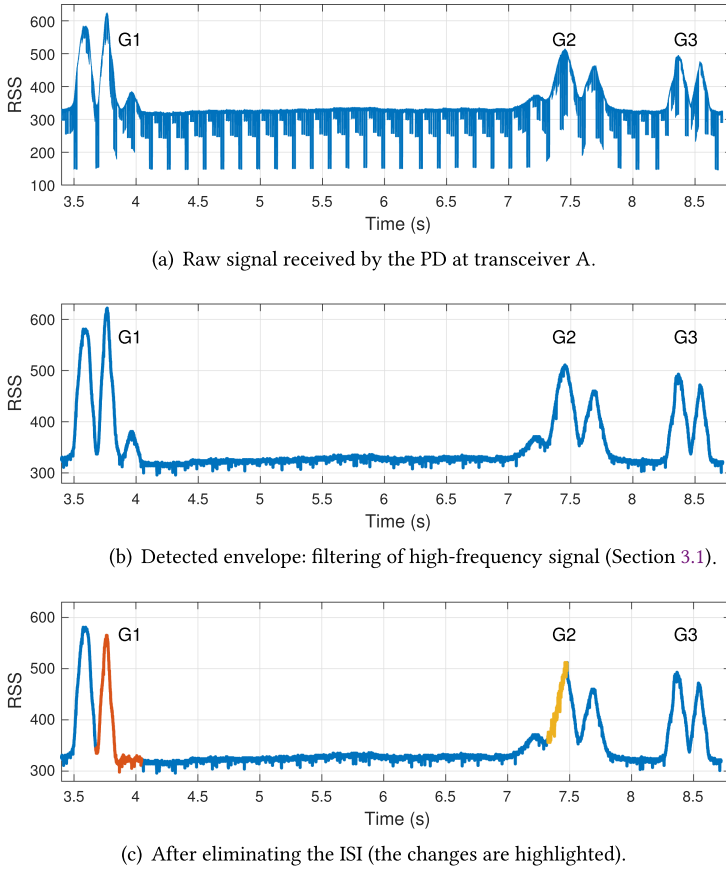 600
500
400
300
200
100
RSS
G1
G2
G3
3.5 4 4.5 5 5.5 6 6.5 7 7.5 8 8.5
Time (s)
(a) Raw signal received by the PD at transceiver A.
600
500
400
300
RSS
G1
G2
G3
3.5 4 4.5 5 5.5 6 6.5 7 7.5 8 8.5
Time (s)
(b) Detected envelope: filtering of high-frequency signal (Section 3.1).
600
500
400
300
RSS
G1
G2
G3
3.5 4 4.5 5 5.5 6 6.5 7 7.5 8 8.5
Time (s)
(c) After eliminating the ISI (the changes are highlighted).